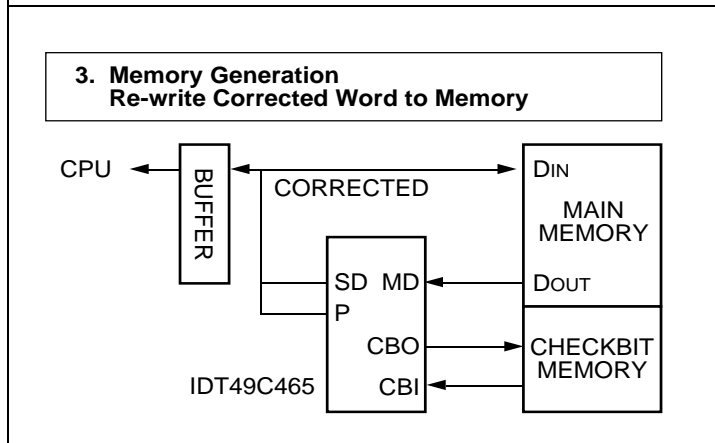 3. Memory Generation
Re-write Corrected Word to Memory
CPU
BUFFER
CORRECTED
DIN
MAIN
MEMORY
SD MD
DOUT
P
CBO
CHECKBIT
MEMORY
IDT49C465
CBI